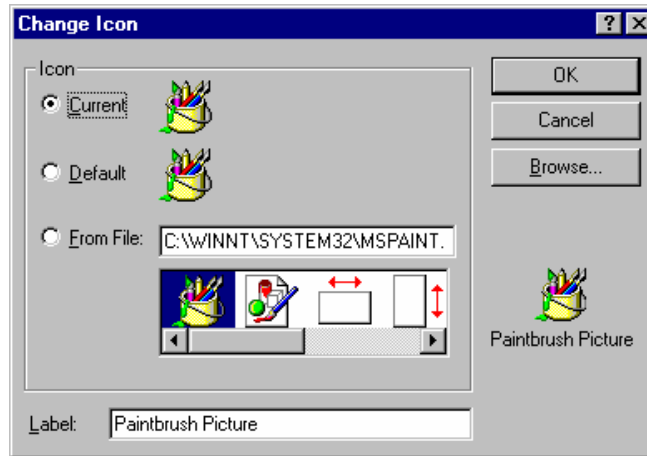 Change Icon
Icon
Current
Default
From File: C:\WINNT\SYSTEM32\MSPAINT.
OK
Cancel
Browse...
Paintbrush Picture
Label: Paintbrush Picture